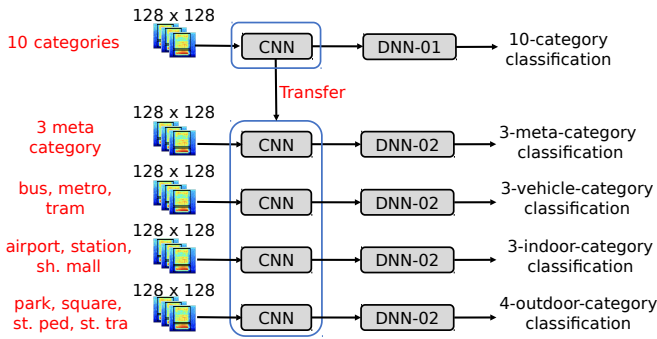 128 x 128
10 categories
CNN
DNN-01
10-category
classification
Transfer
128 x 128
3 meta
category
CNN
DNN-02
3-meta-category
classification
128 x 128
bus, metro,
tram
CNN
DNN-02
3-vehicle-category
classification
128 x 128
airport, station,
sh. mall
CNN
DNN-02
3-indoor-category
classification
128 x 128
park, square,
st. ped, st. tra
CNN
DNN-02
4-outdoor-category
classification